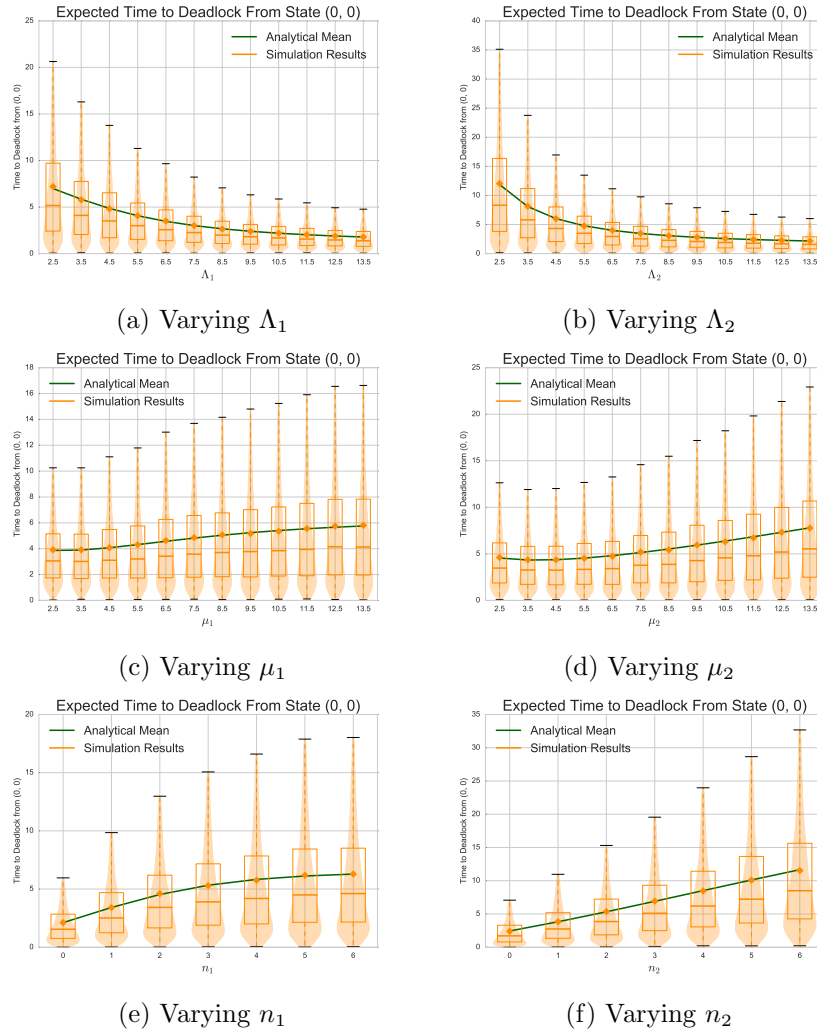 Expected Time to Deadlock From State (0, 0)
Analytical Mean
Simulation Results
Time to Deadlock from (0, 0)
25
20
15
10
5
0
2.5 3.5 4.5 5.5 6.5 7.5 8.5 9.5 10.5 11.5 12.5 13.5
Λ₁
(a) Varying Λ₁
Expected Time to Deadlock From State (0, 0)
Analytical Mean
Simulation Results
Time to Deadlock from (0, 0)
40
35
30
25
20
15
10
5
0
2.5 3.5 4.5 5.5 6.5 7.5 8.5 9.5 10.5 11.5 12.5 13.5
Λ₂
(b) Varying Λ₂
Expected Time to Deadlock From State (0, 0)
Analytical Mean
Simulation Results
Time to Deadlock from (0, 0)
18
16
14
12
10
8
6
4
2
0
2.5 3.5 4.5 5.5 6.5 7.5 8.5 9.5 10.5 11.5 12.5 13.5
μ₁
(c) Varying μ₁
Expected Time to Deadlock From State (0, 0)
Analytical Mean
Simulation Results
Time to Deadlock from (0, 0)
25
20
15
10
5
0
2.5 3.5 4.5 5.5 6.5 7.5 8.5 9.5 10.5 11.5 12.5 13.5
μ₂
(d) Varying μ₂
Expected Time to Deadlock From State (0, 0)
Analytical Mean
Simulation Results
Time to Deadlock from (0, 0)
20
15
10
5
0
0 1 2 3 4 5 6
n₁
(e) Varying n₁
Expected Time to Deadlock From State (0, 0)
Analytical Mean
Simulation Results
Time to Deadlock from (0, 0)
35
30
25
20
15
10
5
0
0 1 2 3 4 5 6
n₂
(f) Varying n₂